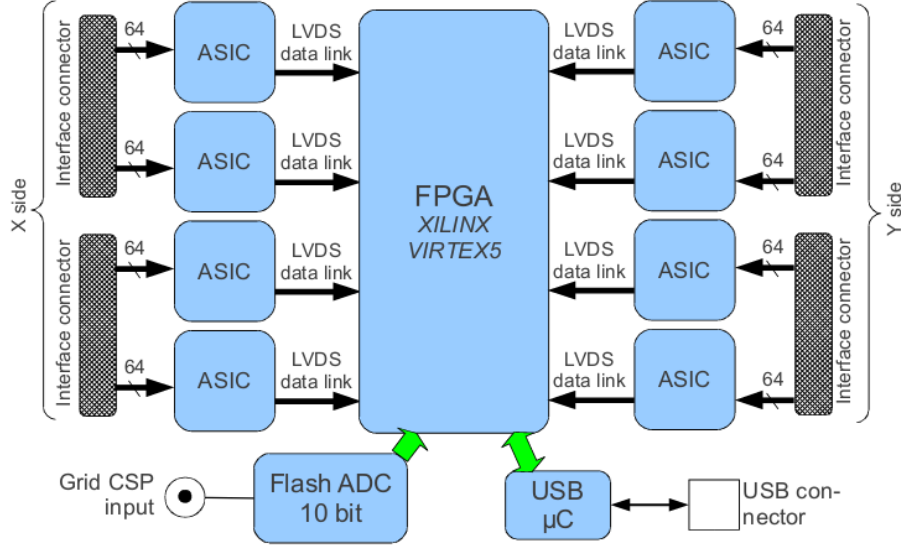 X side
Interface connector
64
ASIC
LVDS
data link
64
ASIC
LVDS
data link
Interface connector
64
ASIC
LVDS
data link
64
ASIC
LVDS
data link
FPGA
XILINX
VIRTEX5
LVDS
data link
ASIC
64
LVDS
data link
ASIC
64
Interface connector
LVDS
data link
ASIC
64
LVDS
data link
ASIC
64
Interface connector
Y side
Grid CSP
input
Flash ADC
10 bit
USB
µC
USB con-
nector